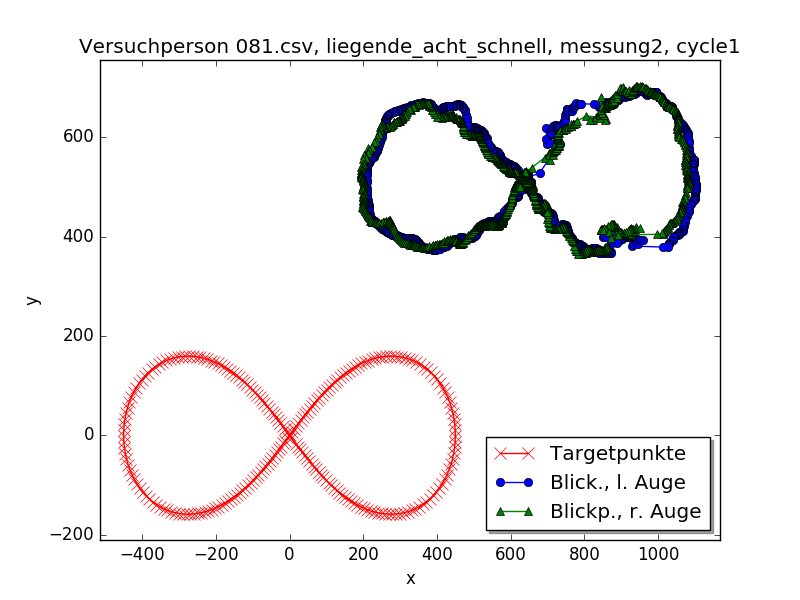 Versuchperson 081.csv, liegende_acht_schnell, messung2, cycle1
600
400
200
0
−200
y
−400
−200
0
200
400
600
800
1000
x
Targetpunkte
Blick., l. Auge
Blickp., r. Auge